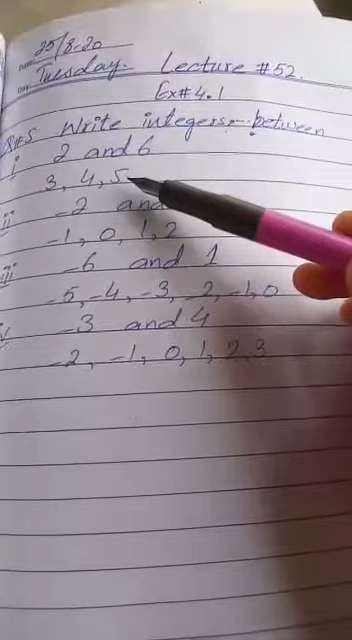 Date: 25/8-20
Day: Tuesday. Lecture #52.
Ex#4.1
Q#5 Write integers between
i 2 and 6
3, 4, 5
ii -2 and
-1, 0, 1, 2
iii -6 and 1
-5, -4, -3, -2, -1, 0
iv -3 and 4
-2, -1, 0, 1, 2, 3